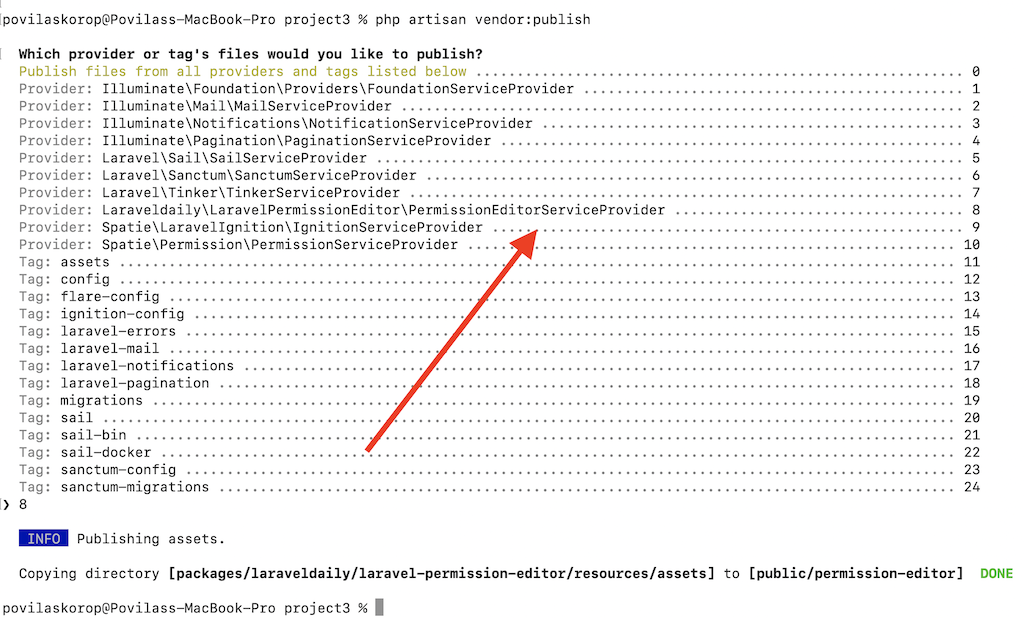 povilaskorop@Povilass-MacBook-Pro project3 % php artisan vendor:publish
Which provider or tag's files would you like to publish?
Publish files from all providers and tags listed below ........................................................... 0
Provider: Illuminate\Foundation\Providers\FoundationServiceProvider .............................................. 1
Provider: Illuminate\Mail\MailServiceProvider .................................................................... 2
Provider: Illuminate\Notifications\NotificationServiceProvider ................................................... 3
Provider: Illuminate\Pagination\PaginationServiceProvider ........................................................ 4
Provider: Laravel\Sail\SailServiceProvider ....................................................................... 5
Provider: Laravel\Sanctum\SanctumServiceProvider ................................................................. 6
Provider: Laravel\Tinker\TinkerServiceProvider ................................................................... 7
Provider: Laraveldaily\LaravelPermissionEditor\PermissionEditorServiceProvider ................................... 8
Provider: Spatie\LaravelIgnition\IgnitionServiceProvider ......................................................... 9
Provider: Spatie\Permission\PermissionServiceProvider ........................................................... 10
Tag: assets ..................................................................................................... 11
Tag: config ..................................................................................................... 12
Tag: flare-config ............................................................................................... 13
Tag: ignition-config ............................................................................................ 14
Tag: laravel-errors ............................................................................................. 15
Tag: laravel-mail ............................................................................................... 16
Tag: laravel-notifications ...................................................................................... 17
Tag: laravel-pagination ......................................................................................... 18
Tag: migrations ................................................................................................. 19
Tag: sail ....................................................................................................... 20
Tag: sail-bin ................................................................................................... 21
Tag: sail-docker ................................................................................................ 22
Tag: sanctum-config ............................................................................................. 23
Tag: sanctum-migrations ......................................................................................... 24
❯ 8
INFO Publishing assets.
Copying directory [packages/laraveldaily/laravel-permission-editor/resources/assets] to [public/permission-editor] DONE
povilaskorop@Povilass-MacBook-Pro project3 %